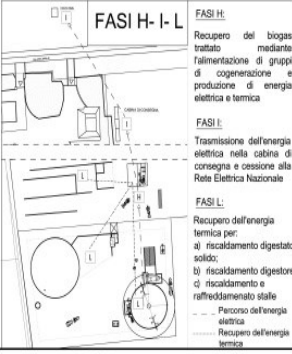 FASI H- I- L
FASI H:
Recupero del biogas
trattato mediante
l'alimentazione di gruppi
di cogenerazione e
produzione di energia
elettrica e termica
FASI I:
Trasmissione dell'energia
elettrica nella cabina di
consegna e cessione alla
Rete Elettrica Nazionale
FASI L:
Recupero dell'energia
termica per:
a) riscaldamento digestato
solido;
b) riscaldamento digestore
c) riscaldamento e
raffreddamenato stalle
Percorso dell'energia
elettrica
Recupero dell'energia
termica
I
CABINA DI CONSEGNA
I
L
H
L
L